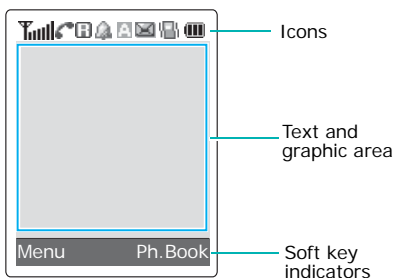 Icons
Text and
graphic area
Menu Ph.Book
Soft key
indicators